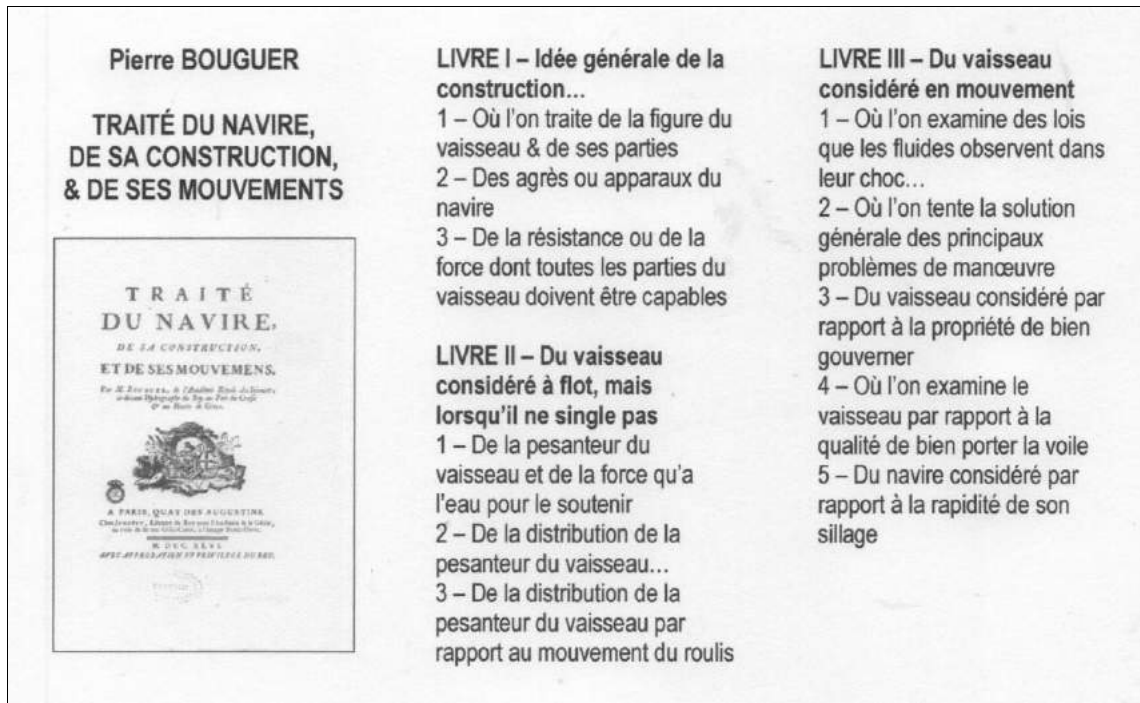 Pierre BOUGUER
TRAITÉ DU NAVIRE,
DE SA CONSTRUCTION,
& DE SES MOUVEMENTS
TRAITÉ
DU NAVIRE,
DE SA CONSTRUCTION,
ET DE SES MOUVEMENS.
A PARIS, QUAY DES AUGUSTINS.
M. DCC. XLVI.
AVEC APPROBATION ET PRIVILEGE DU ROY.
LIVRE I – Idée générale de la
construction…
1 – Où l'on traite de la figure du
vaisseau & de ses parties
2 – Des agrès ou apparaux du
navire
3 – De la résistance ou de la
force dont toutes les parties du
vaisseau doivent être capables
LIVRE II – Du vaisseau
considéré à flot, mais
lorsqu'il ne single pas
1 – De la pesanteur du
vaisseau et de la force qu'a
l'eau pour le soutenir
2 – De la distribution de la
pesanteur du vaisseau…
3 – De la distribution de la
pesanteur du vaisseau par
rapport au mouvement du roulis
LIVRE III – Du vaisseau
considéré en mouvement
1 – Où l'on examine des lois
que les fluides observent dans
leur choc…
2 – Où l'on tente la solution
générale des principaux
problèmes de manœuvre
3 – Du vaisseau considéré par
rapport à la propriété de bien
gouverner
4 – Où l'on examine le
vaisseau par rapport à la
qualité de bien porter la voile
5 – Du navire considéré par
rapport à la rapidité de son
sillage